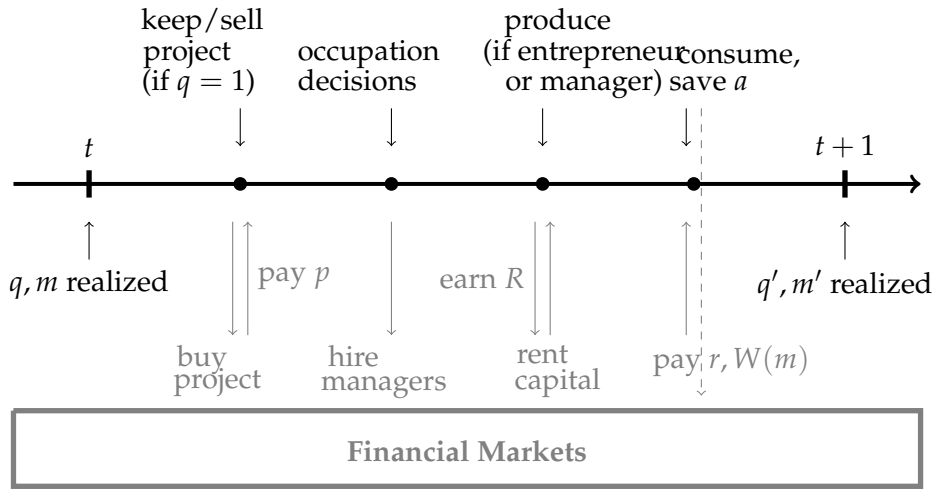 keep/sell
project
(if q = 1)
occupation
decisions
produce
(if entrepreneur
or manager)
consume,
save a
t
t + 1
q, m realized
pay p
earn R
q′, m′ realized
buy
project
hire
managers
rent
capital
pay r, W(m)
Financial Markets